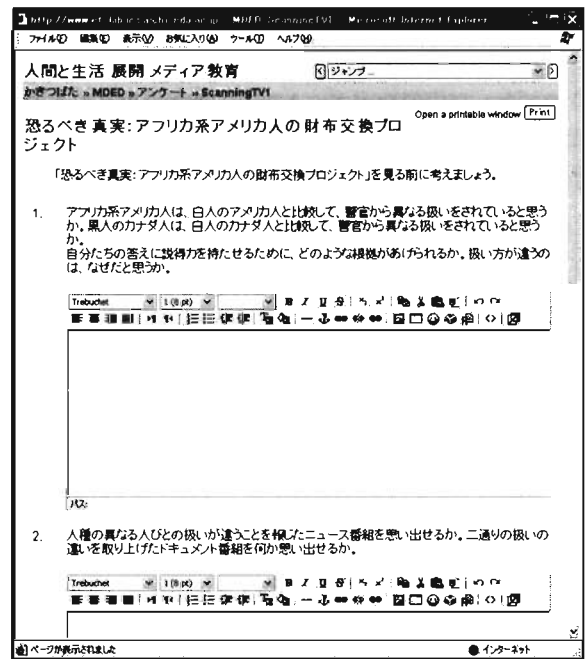 Microsoft Internet Explorer
ファイル(F) 編集(E) 表示(V) お気に入り(A) ツール(T) ヘルプ(H)
人間と生活 展開 メディア教育
ジャンプ...
かきつばた » MDED » アンケート » ScanningTV1
Open a printable window Print
恐るべき真実:アフリカ系アメリカ人の財布交換プロ
ジェクト
「恐るべき真実:アフリカ系アメリカ人の財布交換プロジェクト」を見る前に考えましょう。
1. アフリカ系アメリカ人は、白人のアメリカ人と比較して、警官から異なる扱いをされていると思う
か。黒人のカナダ人は、白人のカナダ人と比較して、警官から異なる扱いをされていると思う
か。
自分たちの答えに説得力を持たせるために、どのような根拠があげられるか。扱い方が違うの
は、なぜだと思うか。
Trebuchet 1 (8 pt)
パス:
2. 人種の異なる人びとの扱いが違うことを報じたニュース番組を思い出せるか。二通りの扱いの
違いを取り上げたドキュメント番組を何か思い出せるか。
Trebuchet 1 (8 pt)
ページが表示されました インターネット